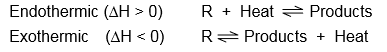 Endothermic (ΔH > 0) R + Heat ⇌ Products
Exothermic (ΔH < 0) R ⇌ Products + Heat